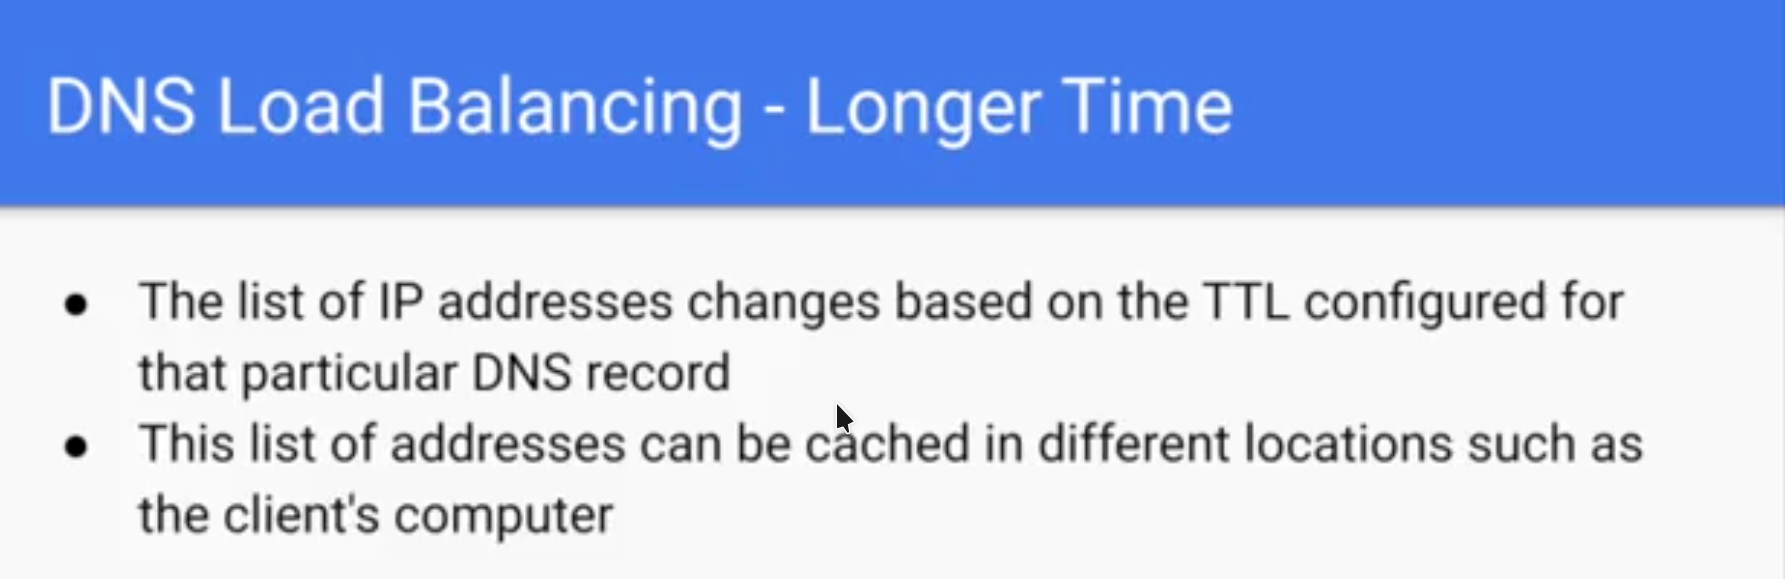 DNS Load Balancing - Longer Time
● The list of IP addresses changes based on the TTL configured for
that particular DNS record
● This list of addresses can be cached in different locations such as
the client's computer